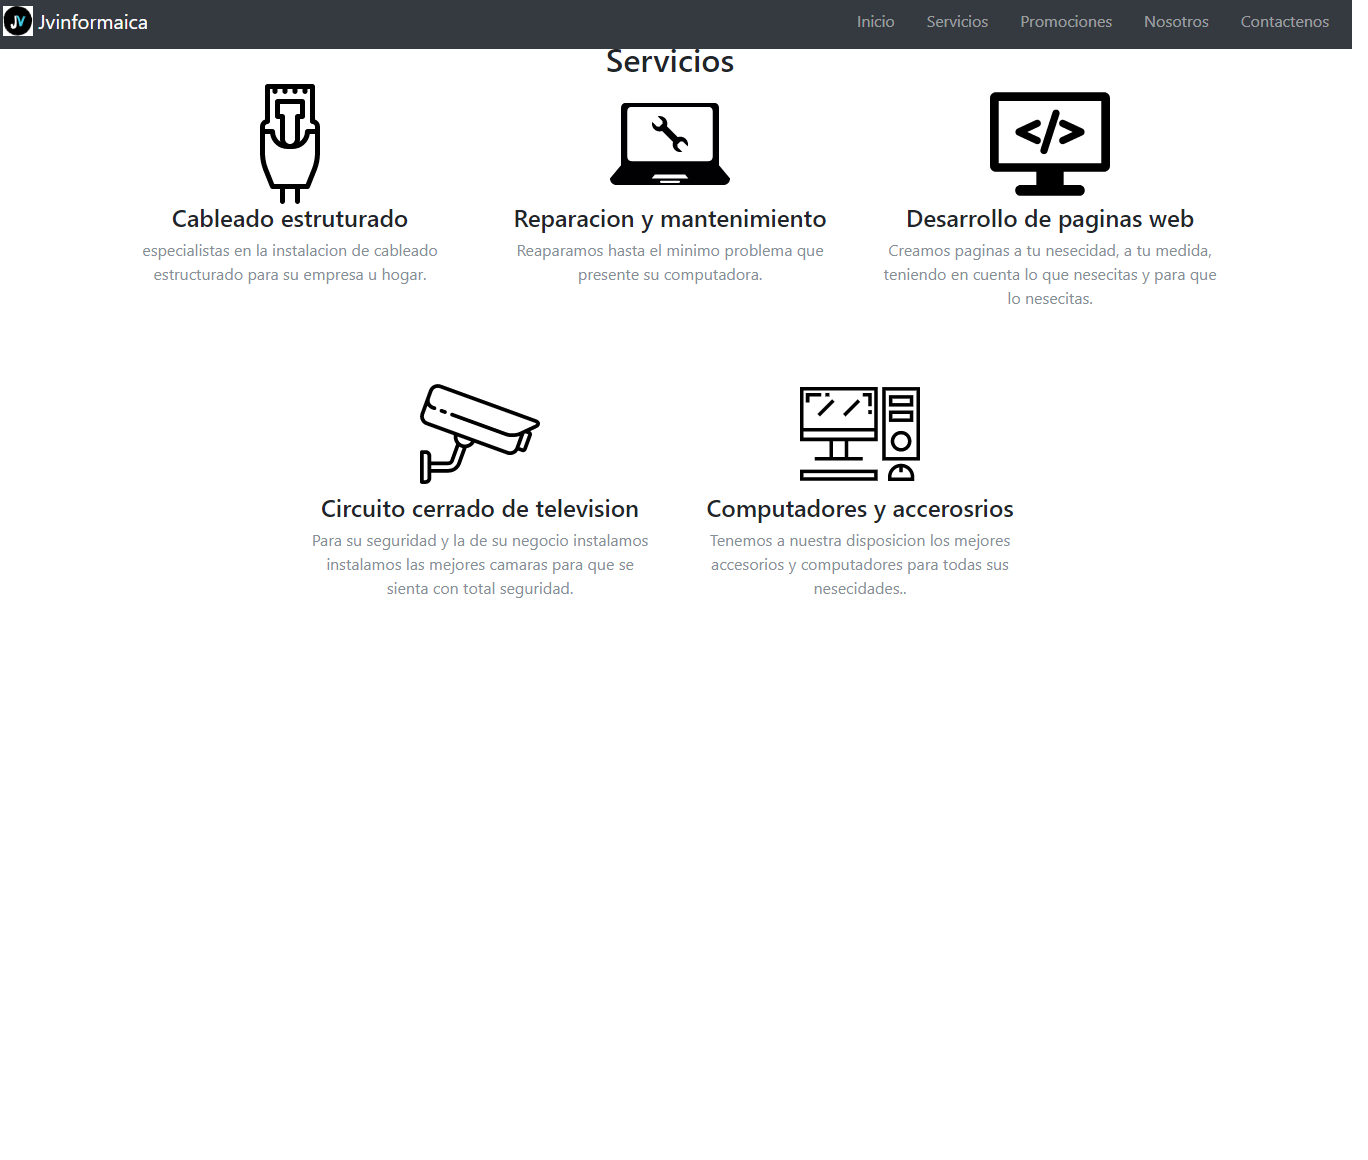 JV Jvinformaica Inicio Servicios Promociones Nosotros Contactenos
Servicios
</>
Cableado estruturado
especialistas en la instalacion de cableado
estructurado para su empresa u hogar.
Reparacion y mantenimiento
Reaparamos hasta el minimo problema que
presente su computadora.
Desarrollo de paginas web
Creamos paginas a tu nesecidad, a tu medida,
teniendo en cuenta lo que nesecitas y para que
lo nesecitas.
Circuito cerrado de television
Para su seguridad y la de su negocio instalamos
instalamos las mejores camaras para que se
sienta con total seguridad.
Computadores y accerosrios
Tenemos a nuestra disposicion los mejores
accesorios y computadores para todas sus
nesecidades..